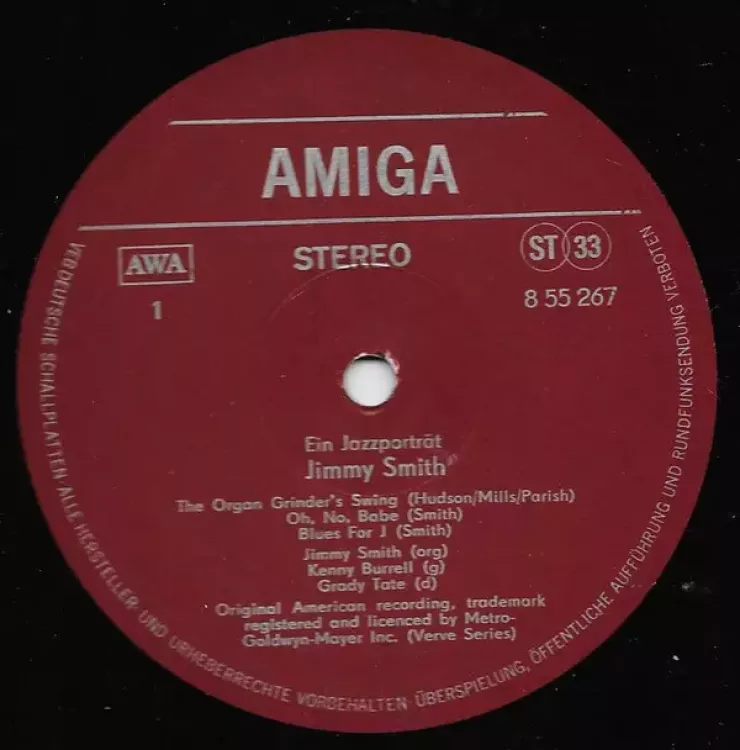 AMIGA
AWA
STEREO
ST 33
1
8 55 267
Ein Jazzporträt
Jimmy Smith
The Organ Grinder's Swing (Hudson/Mills/Parish)
Oh, No, Babe (Smith)
Blues For J (Smith)
Jimmy Smith (org)
Kenny Burrell (g)
Grady Tate (d)
Original American recording, trademark
registered and licenced by Metro-
Goldwyn-Mayer Inc. (Verve Series)
VEB DEUTSCHE SCHALLPLATTEN · ALLE HERSTELLER- UND URHEBERRECHTE VORBEHALTEN · ÜBERSPIELUNG, ÖFFENTLICHE AUFFÜHRUNG UND RUNDFUNKSENDUNG VERBOTEN